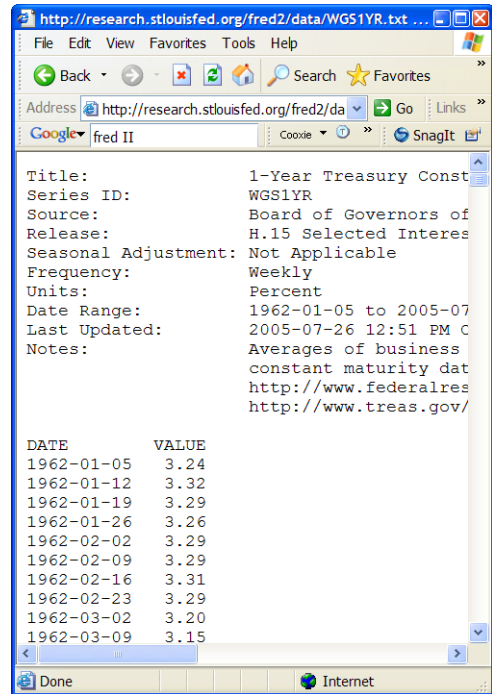 http://research.stlouisfed.org/fred2/data/WGS1YR.txt ...
File Edit View Favorites Tools Help
Back Search Favorites »
Address http://research.stlouisfed.org/fred2/da Go Links »
Google fred II Cooxie » SnagIt
Title: 1-Year Treasury Const
Series ID: WGS1YR
Source: Board of Governors of
Release: H.15 Selected Interes
Seasonal Adjustment: Not Applicable
Frequency: Weekly
Units: Percent
Date Range: 1962-01-05 to 2005-07
Last Updated: 2005-07-26 12:51 PM C
Notes: Averages of business
constant maturity dat
http://www.federalres
http://www.treas.gov/
DATE VALUE
1962-01-05 3.24
1962-01-12 3.32
1962-01-19 3.29
1962-01-26 3.26
1962-02-02 3.29
1962-02-09 3.29
1962-02-16 3.31
1962-02-23 3.29
1962-03-02 3.20
1962-03-09 3.15
Done Internet